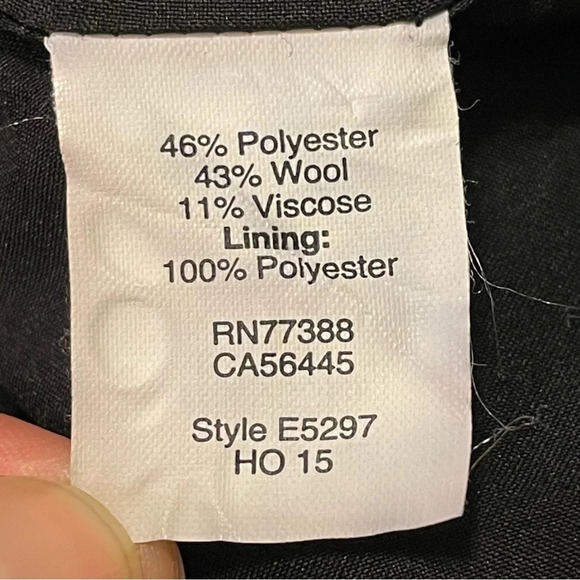 46% Polyester
43% Wool
11% Viscose
Lining:
100% Polyester
RN77388
CA56445
Style E5297
HO 15